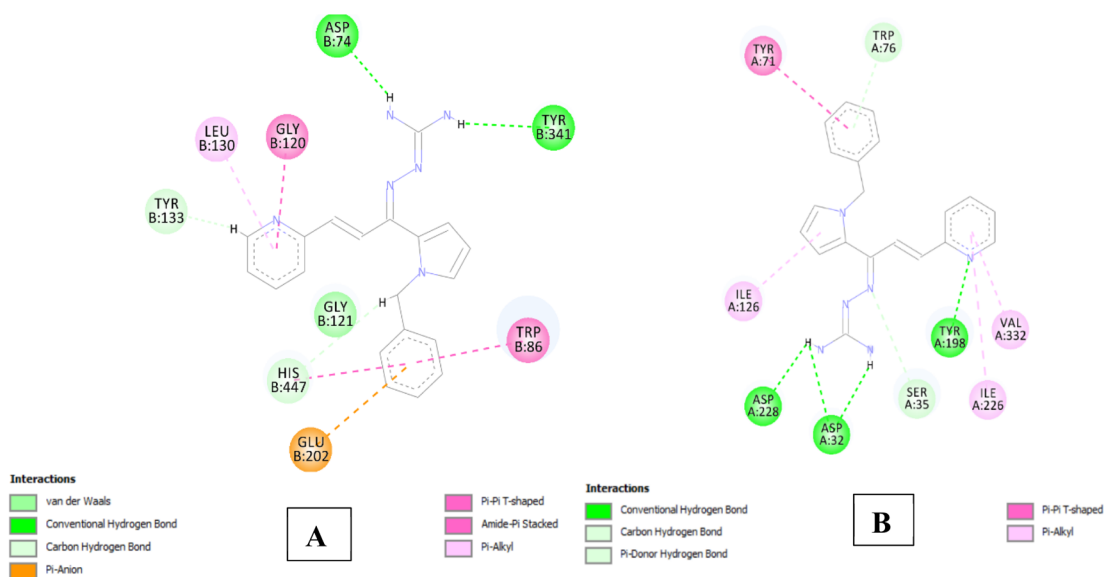 ASP
B:74
TYR
B:341
LEU
B:130
GLY
B:120
TYR
B:133
GLY
B:121
HIS
B:447
TRP
B:86
GLU
B:202
H
N
N
H
N
N
N
H
N
H
Interactions
van der Waals
Conventional Hydrogen Bond
Carbon Hydrogen Bond
Pi-Anion
A
Pi-Pi T-shaped
Amide-Pi Stacked
Pi-Alkyl
TYR
A:71
TRP
A:76
ILE
A:126
TYR
A:198
VAL
A:332
ASP
A:228
ASP
A:32
SER
A:35
ILE
A:226
N
N
N
N
H
N
N
H
Interactions
Conventional Hydrogen Bond
Carbon Hydrogen Bond
Pi-Donor Hydrogen Bond
B
Pi-Pi T-shaped
Pi-Alkyl